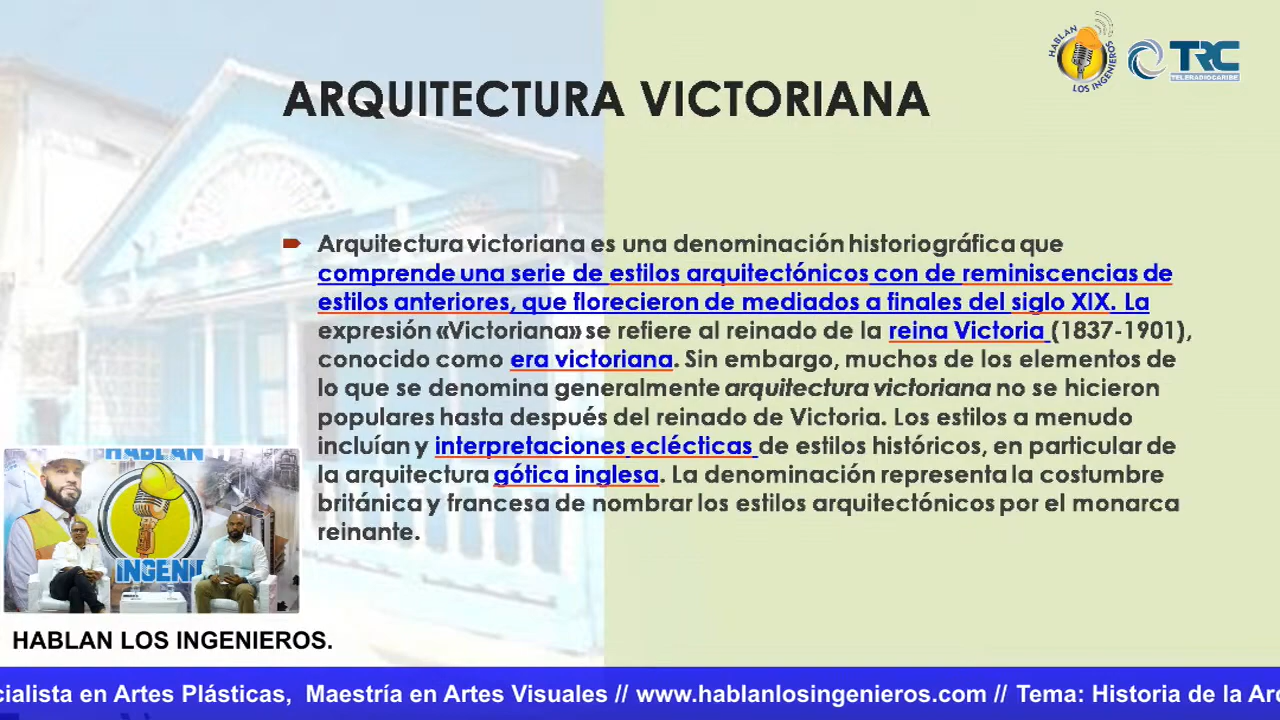 HABLAN
LOS INGENIEROS
TRC
TELERADIOCARIBE
ARQUITECTURA VICTORIANA
Arquitectura victoriana es una denominación historiográfica que
comprende una serie de estilos arquitectónicos con de reminiscencias de
estilos anteriores, que florecieron de mediados a finales del siglo XIX. La
expresión «Victoriana» se refiere al reinado de la reina Victoria (1837-1901),
conocido como era victoriana. Sin embargo, muchos de los elementos de
lo que se denomina generalmente arquitectura victoriana no se hicieron
populares hasta después del reinado de Victoria. Los estilos a menudo
incluían y interpretaciones eclécticas de estilos históricos, en particular de
la arquitectura gótica inglesa. La denominación representa la costumbre
británica y francesa de nombrar los estilos arquitectónicos por el monarca
reinante.
HABLAN
INGENI
HABLAN LOS INGENIEROS.
cialista en Artes Plásticas, Maestría en Artes Visuales // www.hablanlosingenieros.com // Tema: Historia de la Arq